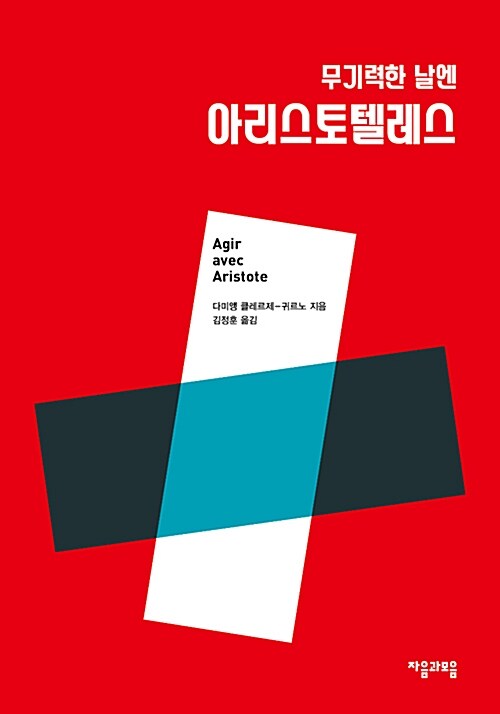 무기력한 날엔
아리스토텔레스
Agir
avec
Aristote
다미앵 클레르제-귀르노 지음
김정훈 옮김
자음과모음